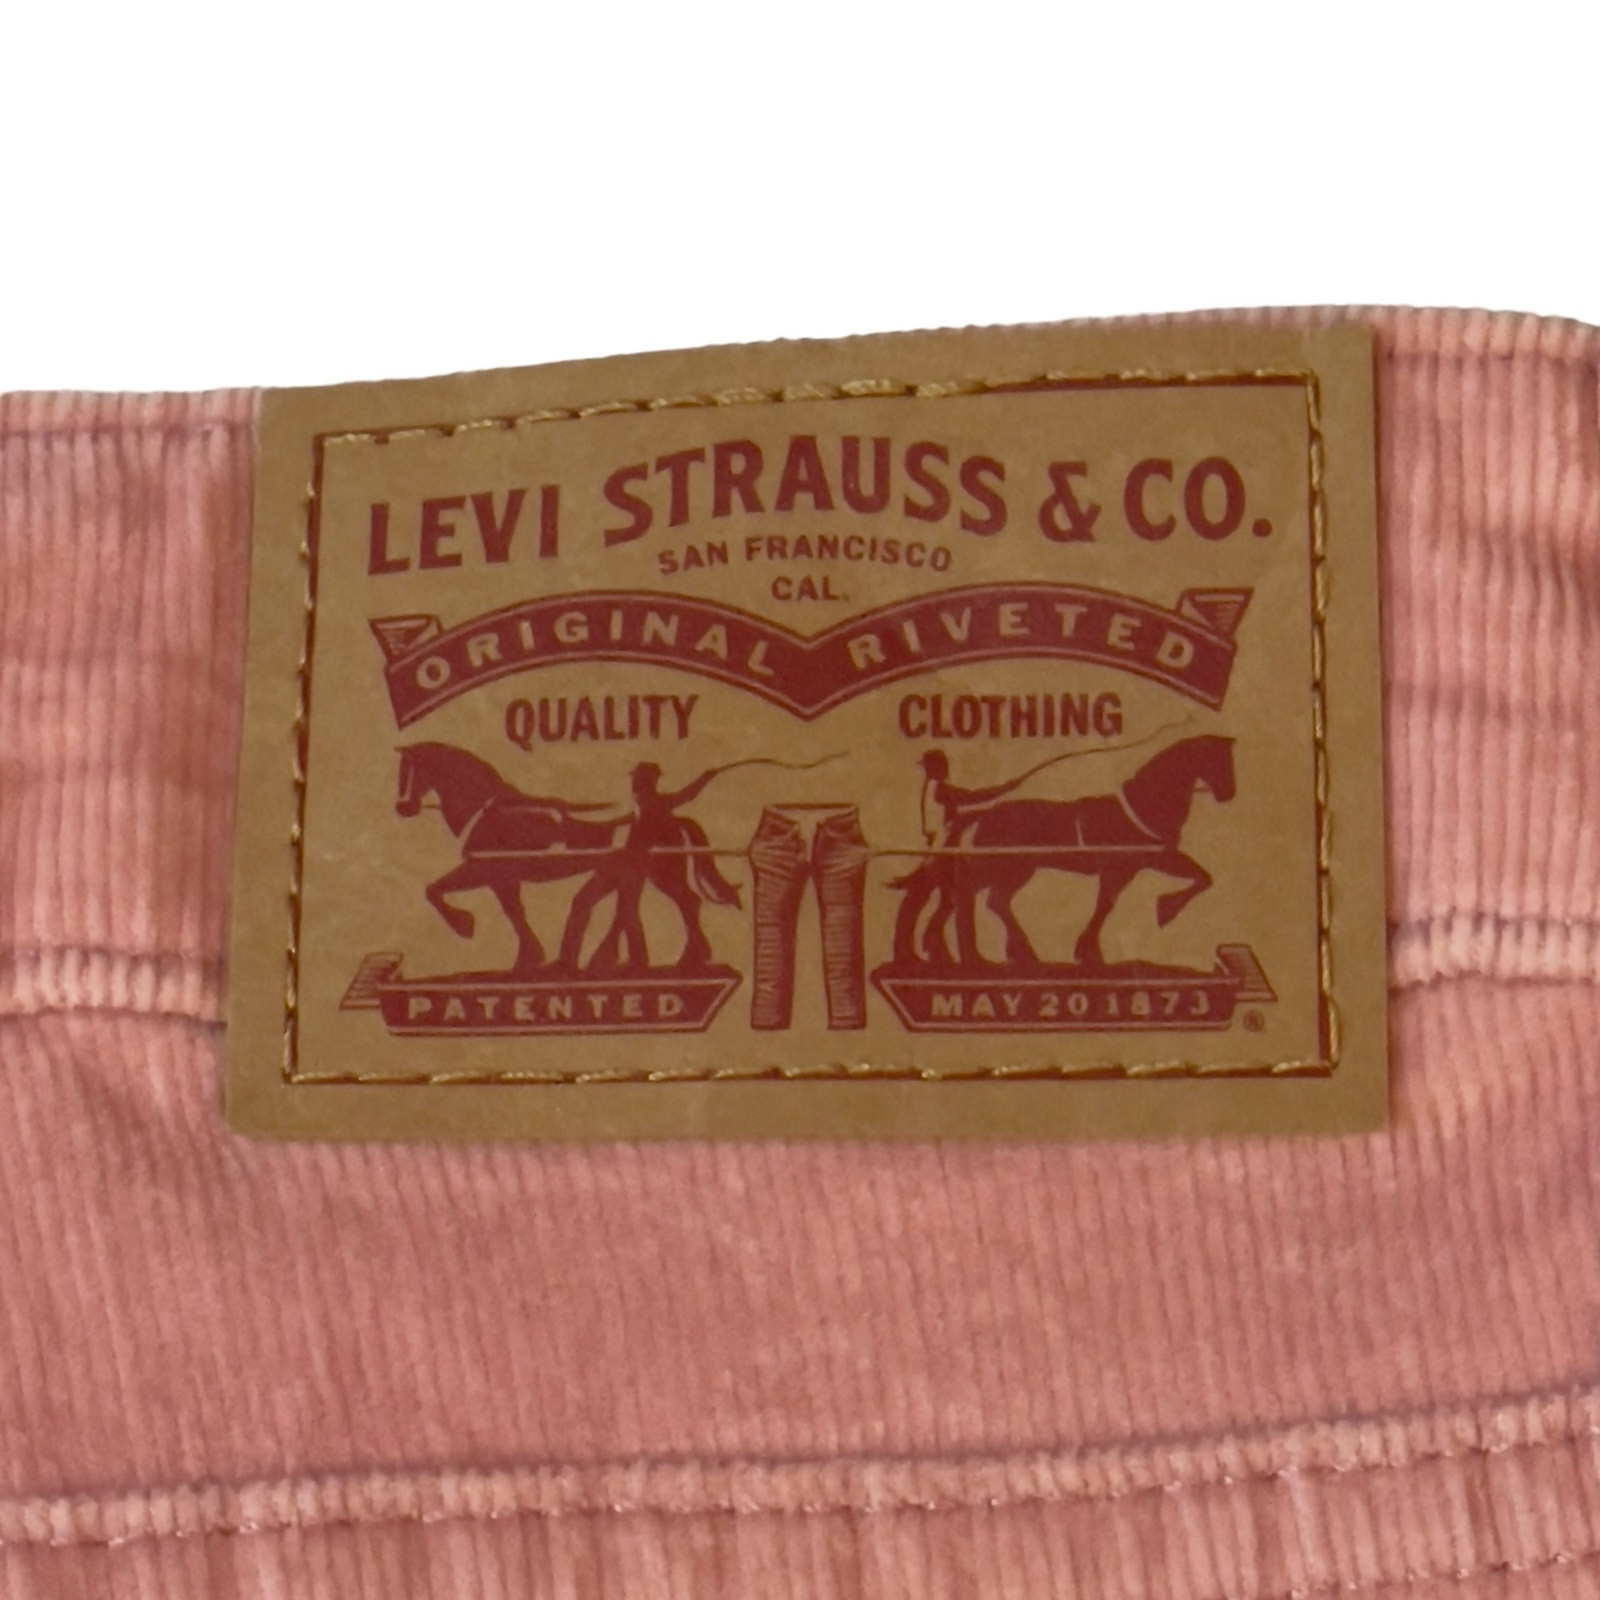 LEVI STRAUSS & CO.
SAN FRANCISCO
CAL.
ORIGINAL RIVETED
QUALITY CLOTHING
PATENTED MAY 20 1873
®